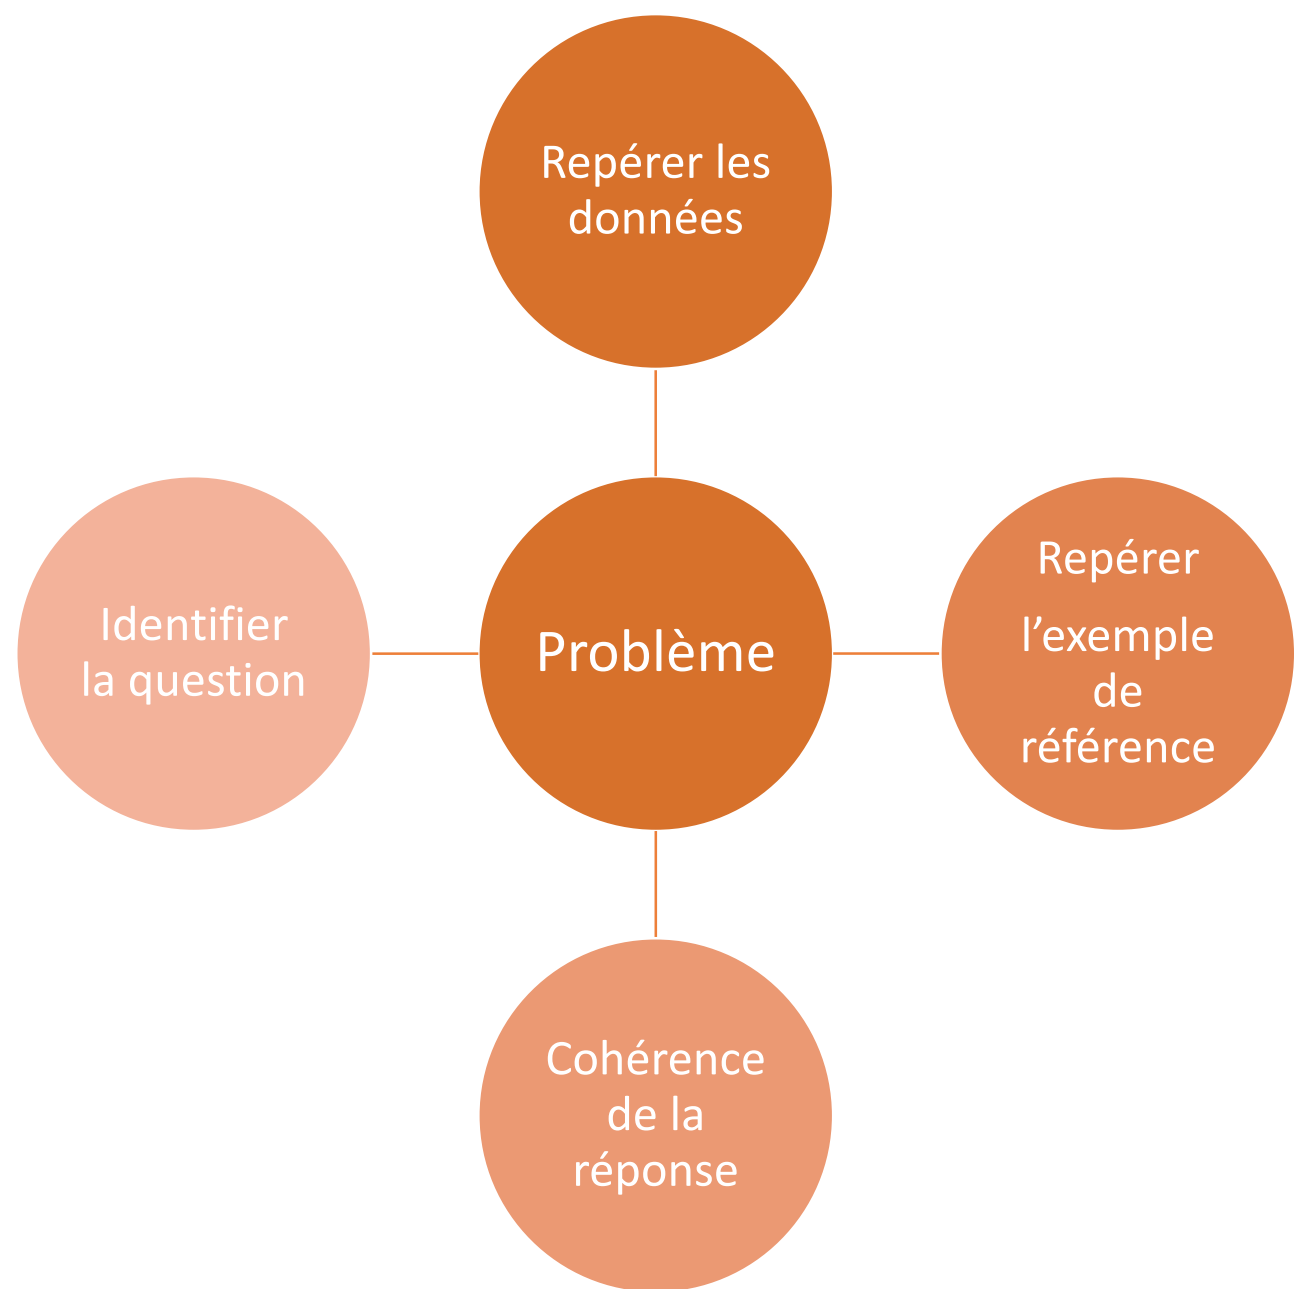 Repérer les
données
Identifier
la question
Problème
Repérer
l’exemple
de
référence
Cohérence
de la
réponse